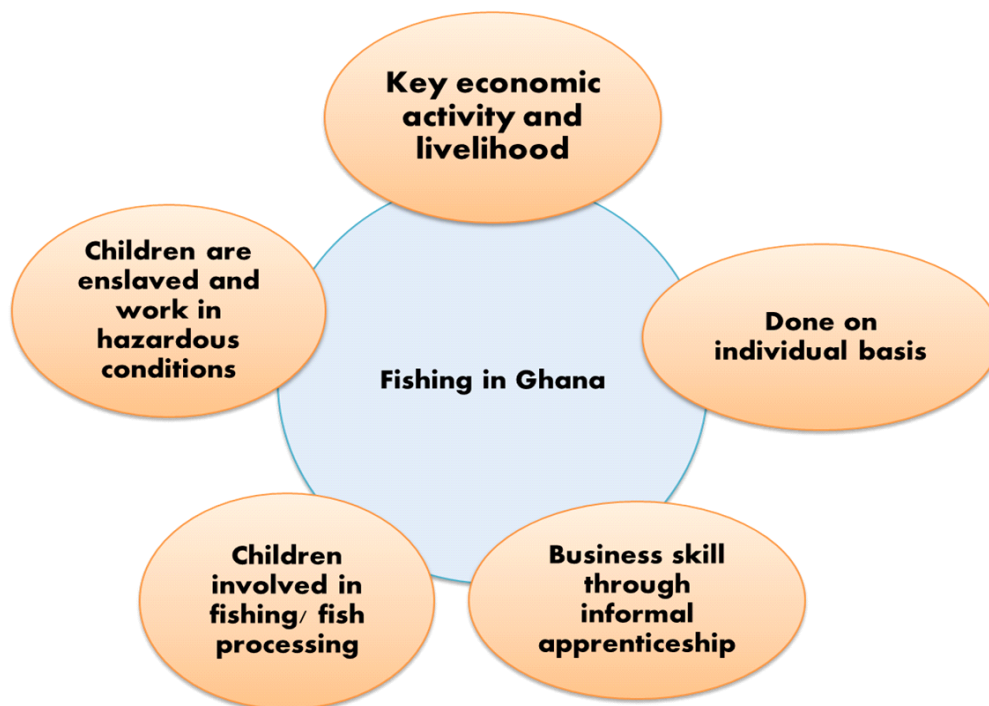 Key economic
activity and
livelihood
Children are
enslaved and
work in
hazardous
conditions
Done on
individual basis
Fishing in Ghana
Children
involved in
fishing/ fish
processing
Business skill
through
informal
apprenticeship